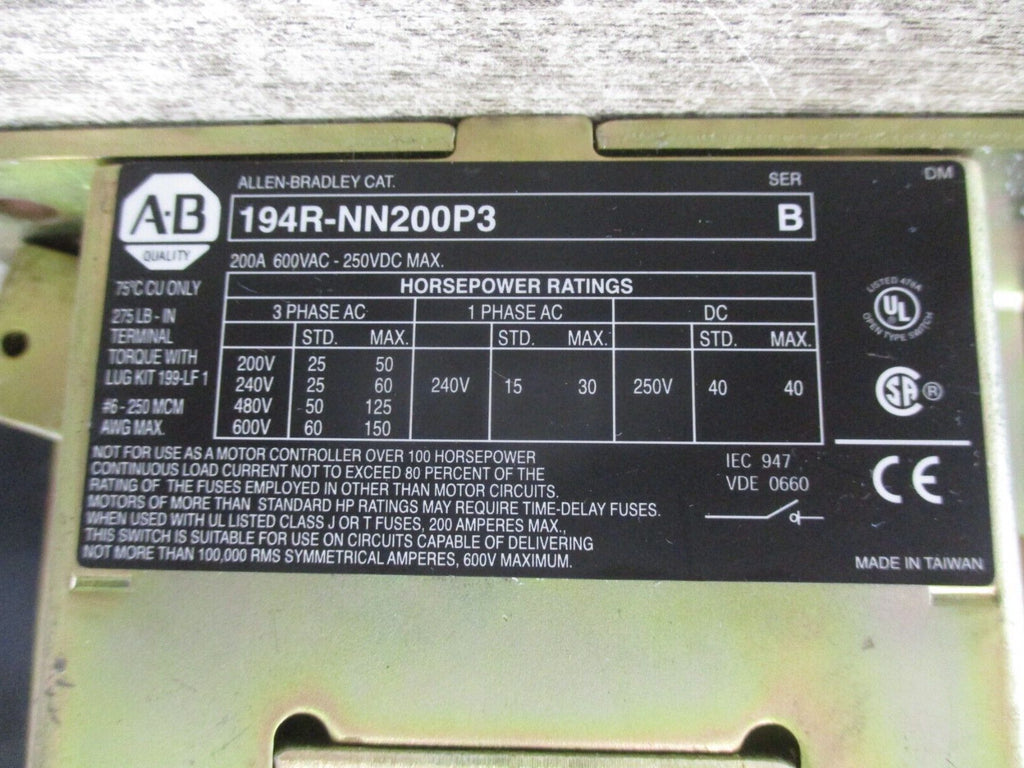 DM
ALLEN-BRADLEY CAT. SER
A·B 194R-NN200P3 B
QUALITY
200A 600VAC - 250VDC MAX.
75°C CU ONLY
275 LB - IN
TERMINAL
TORQUE WITH
LUG KIT 199-LF1
#6 - 250 MCM
AWG MAX.
HORSEPOWER RATINGS
3 PHASE AC 1 PHASE AC DC
STD. MAX. STD. MAX. STD. MAX.
200V 25 50
240V 25 60 240V 15 30 250V 40 40
480V 50 125
600V 60 150
LISTED 476A
UL
OPEN TYPE SWITCH
SA ®
NOT FOR USE AS A MOTOR CONTROLLER OVER 100 HORSEPOWER
CONTINUOUS LOAD CURRENT NOT TO EXCEED 80 PERCENT OF THE
RATING OF THE FUSES EMPLOYED IN OTHER THAN MOTOR CIRCUITS.
MOTORS OF MORE THAN STANDARD HP RATINGS MAY REQUIRE TIME-DELAY FUSES.
WHEN USED WITH UL LISTED CLASS J OR T FUSES, 200 AMPERES MAX.,
THIS SWITCH IS SUITABLE FOR USE ON CIRCUITS CAPABLE OF DELIVERING
NOT MORE THAN 100,000 RMS SYMMETRICAL AMPERES, 600V MAXIMUM.
IEC 947
VDE 0660
CE
MADE IN TAIWAN